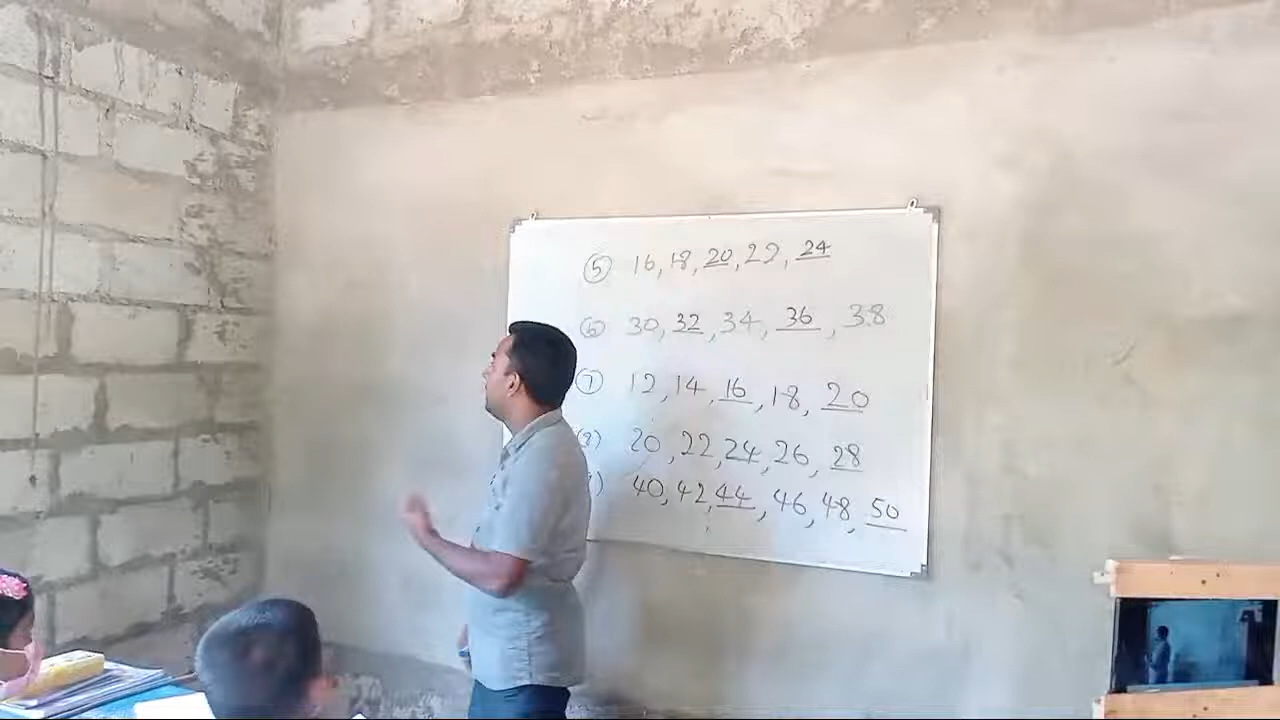 (5) 16, 18, 20, 22, 24
(6) 30, 32, 34, 36, 38
(7) 12, 14, 16, 18, 20
(8) 20, 22, 24, 26, 28
) 40, 42, 44, 46, 48, 50